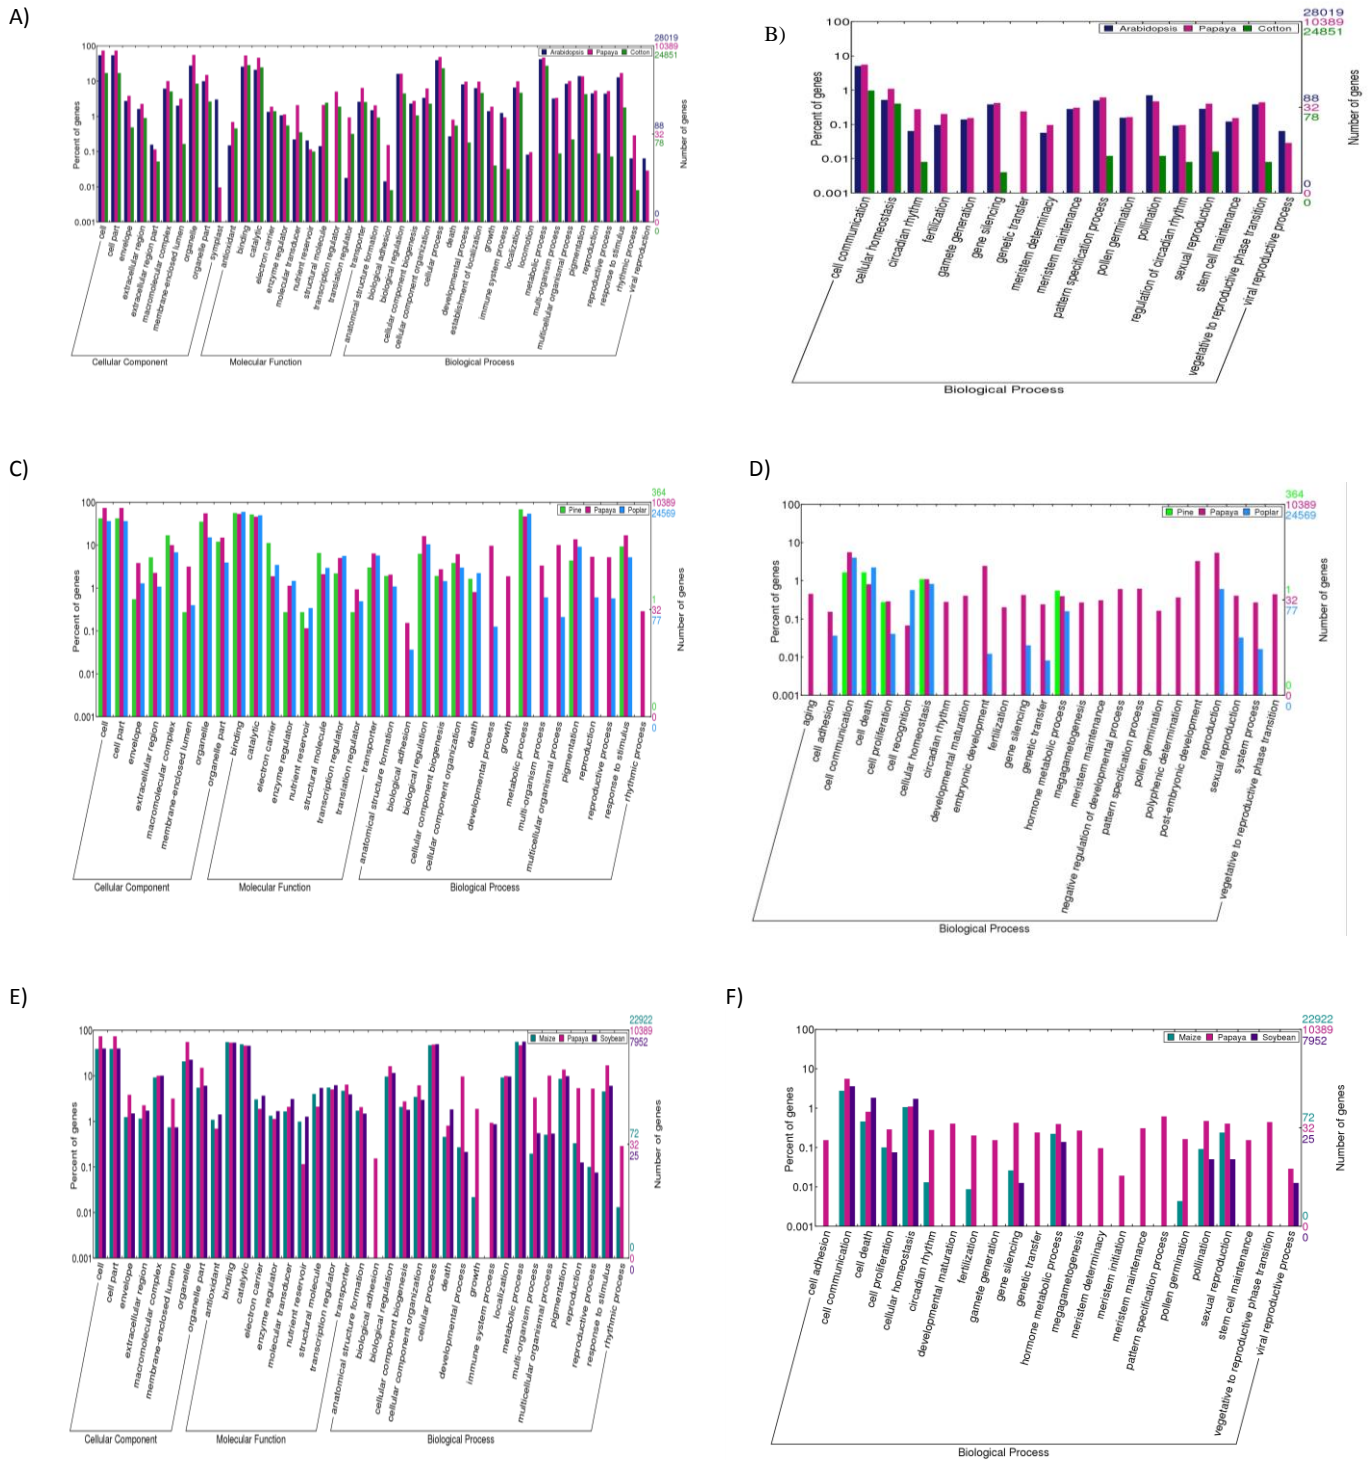 A)
Arabidopsis Papaya Cotton
28019
10389
24851
100
10
1
0.1
0.01
0.001
Percent of genes
Number of genes
88
32
78
0
0
0
cell
cell part
envelope
extracellular region
extracellular region part
macromolecular complex
membrane-enclosed lumen
organelle
organelle part
symplast
antioxidant
binding
catalytic
electron carrier
enzyme regulator
molecular transducer
nutrient reservoir
structural molecule
transcription regulator
translation regulator
transporter
anatomical structure formation
biological adhesion
biological regulation
cellular component biogenesis
cellular component organization
cellular process
death
developmental process
establishment of localization
growth
immune system process
localization
locomotion
metabolic process
multi-organism process
multicellular organismal process
pigmentation
reproduction
reproductive process
response to stimulus
rhythmic process
viral reproduction
Cellular Component
Molecular Function
Biological Process
B)
Arabidopsis Papaya Cotton
28019
10389
24851
100
10
1
0.1
0.01
0.001
Percent of genes
Number of genes
88
32
78
0
0
0
cell communication
cellular homeostasis
circadian rhythm
fertilization
gamete generation
gene silencing
genetic transfer
meristem determinacy
meristem maintenance
pattern specification process
pollen germination
pollination
regulation of circadian rhythm
sexual reproduction
stem cell maintenance
vegetative to reproductive phase transition
viral reproductive process
Biological Process
C)
Pine Papaya Poplar
364
10389
24569
100
10
1
0.1
0.01
0.001
Percent of genes
Number of genes
1
32
77
0
0
0
cell
cell part
envelope
extracellular region
macromolecular complex
membrane-enclosed lumen
organelle
organelle part
binding
catalytic
electron carrier
enzyme regulator
nutrient reservoir
structural molecule
transcription regulator
translation regulator
transporter
anatomical structure formation
biological adhesion
biological regulation
cellular component biogenesis
cellular component organization
death
developmental process
growth
metabolic process
multi-organism process
multicellular organismal process
pigmentation
reproduction
reproductive process
response to stimulus
rhythmic process
Cellular Component
Molecular Function
Biological Process
D)
Pine Papaya Poplar
364
10389
24569
100
10
1
0.1
0.01
0.001
Percent of genes
Number of genes
1
32
77
0
0
0
aging
cell adhesion
cell communication
cell death
cell proliferation
cell recognition
cellular homeostasis
circadian rhythm
developmental maturation
embryonic development
fertilization
gene silencing
genetic transfer
hormone metabolic process
megagametogenesis
meristem maintenance
negative regulation of developmental process
pattern specification process
pollen germination
polyphenic determination
post-embryonic development
reproduction
sexual reproduction
system process
vegetative to reproductive phase transition
Biological Process
E)
Maize Papaya Soybean
22922
10389
7952
100
10
1
0.1
0.01
0.001
Percent of genes
Number of genes
72
32
25
0
0
0
cell
cell part
envelope
extracellular region
macromolecular complex
membrane-enclosed lumen
organelle
organelle part
antioxidant
binding
catalytic
electron carrier
enzyme regulator
molecular transducer
nutrient reservoir
structural molecule
transcription regulator
transporter
anatomical structure formation
biological adhesion
biological regulation
cellular component biogenesis
cellular component organization
cellular process
death
developmental process
growth
immune system process
localization
metabolic process
multi-organism process
multicellular organismal process
pigmentation
reproduction
reproductive process
response to stimulus
rhythmic process
Cellular Component
Molecular Function
Biological Process
F)
Maize Papaya Soybean
22922
10389
7952
100
10
1
0.1
0.01
0.001
Percent of genes
Number of genes
72
32
25
0
0
0
cell adhesion
cell communication
cell death
cell proliferation
cellular homeostasis
circadian rhythm
developmental maturation
fertilization
gamete generation
gene silencing
genetic transfer
hormone metabolic process
megagametogenesis
meristem determinacy
meristem initiation
meristem maintenance
pattern specification process
pollen germination
pollination
sexual reproduction
stem cell maintenance
vegetative to reproductive phase transition
viral reproductive process
Biological Process